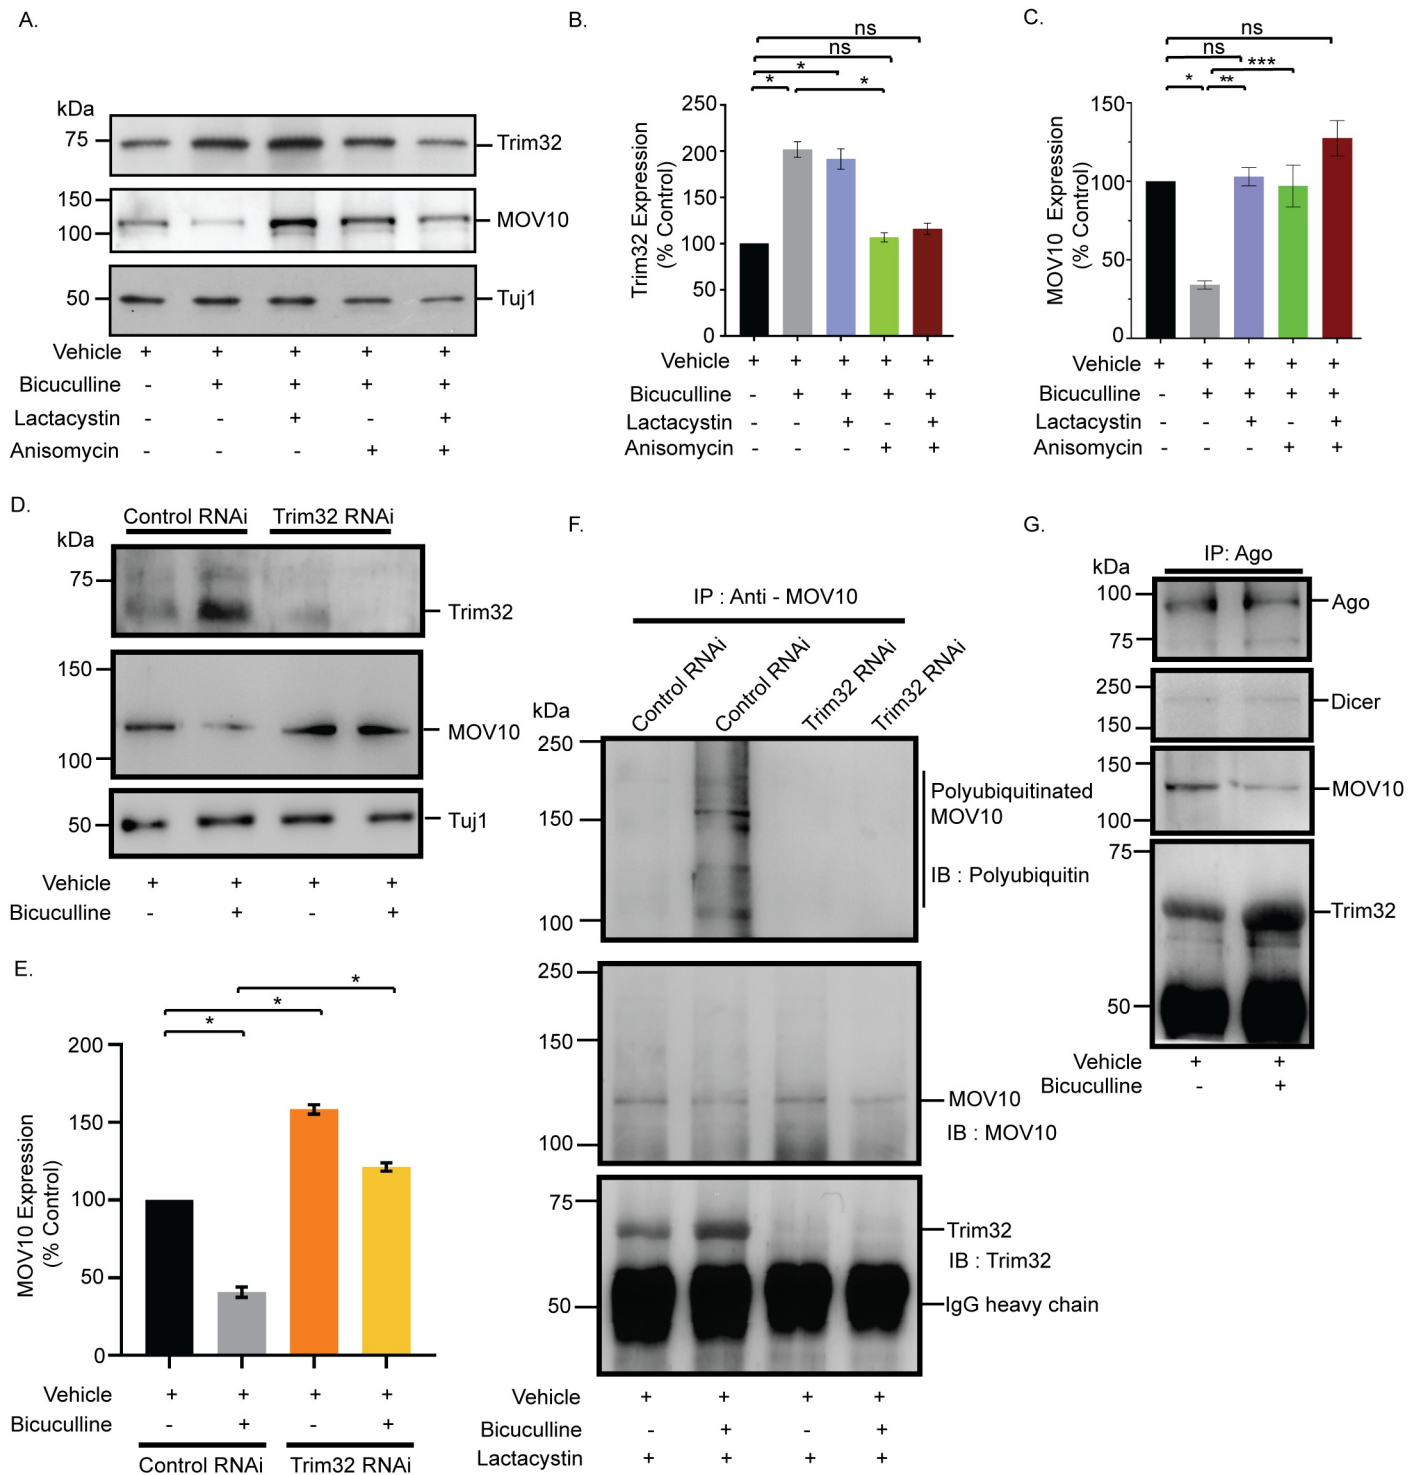 A.
kDa
75
Trim32
150
100
MOV10
50
Tuj1
Vehicle + + + + +
Bicuculline - + + + +
Lactacystin - - + - +
Anisomycin - - - + +
B.
ns
ns
*
* *
Trim32 Expression
(% Control)
250
200
150
100
50
0
Vehicle + + + + +
Bicuculline - + + + +
Lactacystin - - + - +
Anisomycin - - - + +
C.
ns
ns ***
* **
MOV10 Expression
(% Control)
150
100
50
0
Vehicle + + + + +
Bicuculline - + + + +
Lactacystin - - + - +
Anisomycin - - - + +
D.
Control RNAi Trim32 RNAi
kDa
75
Trim32
150
MOV10
100
50
Tuj1
Vehicle + + + +
Bicuculline - + - +
E.
*
*
*
MOV10 Expression
(% Control)
200
150
100
50
0
Vehicle + + + +
Bicuculline - + - +
Control RNAi Trim32 RNAi
F.
IP : Anti - MOV10
Control RNAi
Control RNAi
Trim32 RNAi
Trim32 RNAi
kDa
250
150
100
Polyubiquitinated
MOV10
IB : Polyubiquitin
250
150
100
MOV10
IB : MOV10
75
50
Trim32
IB : Trim32
IgG heavy chain
Vehicle + + + +
Bicuculline - + - +
Lactacystin + + + +
G.
IP: Ago
kDa
100
Ago
75
250
Dicer
150
150
MOV10
100
75
Trim32
50
Vehicle + +
Bicuculline - +